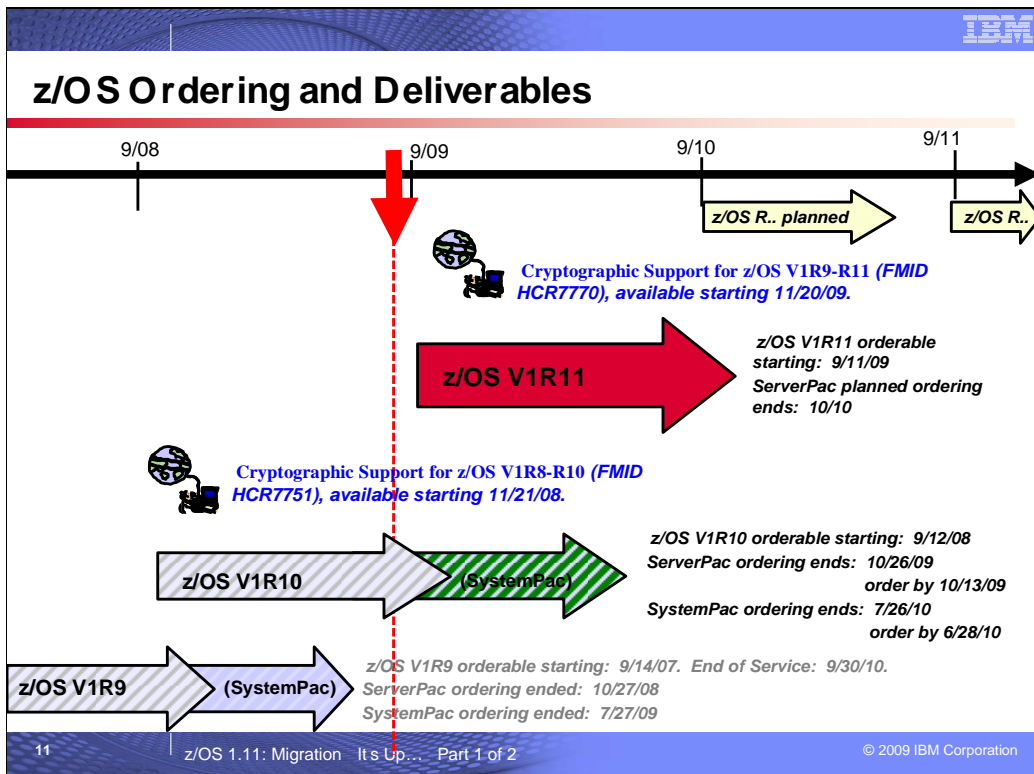 IBM
z/OS Ordering and Deliverables
9/08
9/09
9/10
9/11
z/OS R.. planned
z/OS R..
Cryptographic Support for z/OS V1R9-R11 (FMID
HCR7770), available starting 11/20/09.
z/OS V1R11
z/OS V1R11 orderable
starting: 9/11/09
ServerPac planned ordering
ends: 10/10
Cryptographic Support for z/OS V1R8-R10 (FMID
HCR7751), available starting 11/21/08.
z/OS V1R10
(SystemPac)
z/OS V1R10 orderable starting: 9/12/08
ServerPac ordering ends: 10/26/09
order by 10/13/09
SystemPac ordering ends: 7/26/10
order by 6/28/10
z/OS V1R9
(SystemPac)
z/OS V1R9 orderable starting: 9/14/07. End of Service: 9/30/10.
ServerPac ordering ended: 10/27/08
SystemPac ordering ended: 7/27/09
11
z/OS 1.11: Migration It s Up… Part 1 of 2
© 2009 IBM Corporation